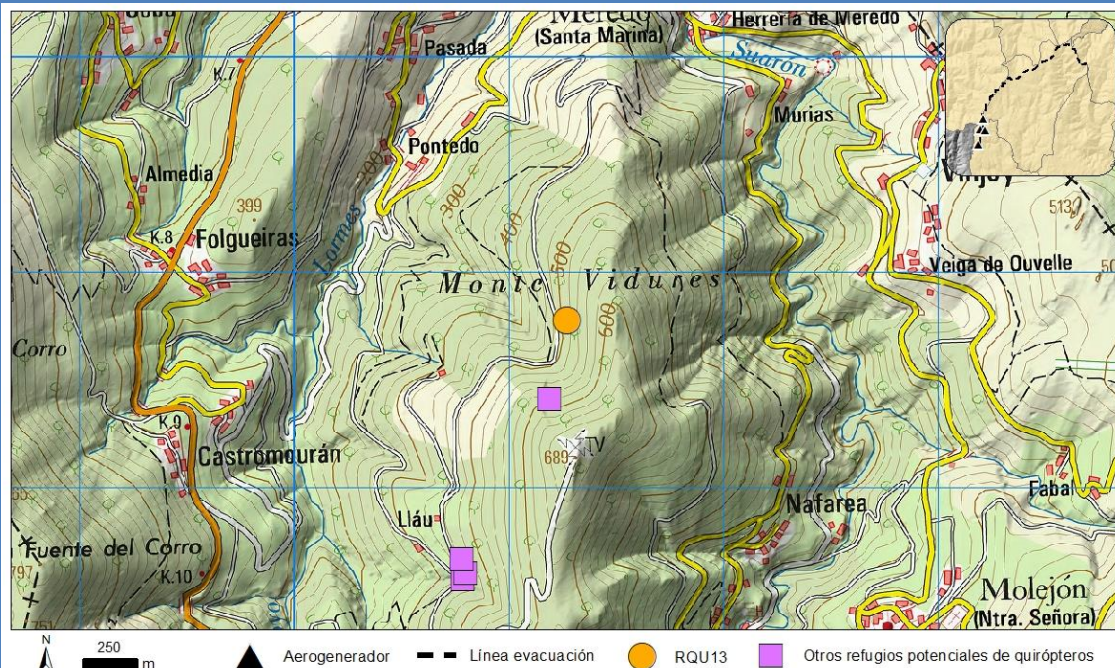 Meredo
(Santa Marina)
Herrería de Meredo
Pasada
K.7
Suarón
Murias
Pontedo
Almedia
300
300
399
400
513
K.8
Folgueiras
Lormes
500
Veiga de Ouvelle
Monte Vidures
600
Corro
K.9
Castromourán
689
TV
Nafarea
Fabal
Lláu
Fuente del Corro
797
K.10
Molejón
(Ntra. Señora)
751
N
250
m
Aerogenerador
Línea evacuación
RQU13
Otros refugios potenciales de quirópteros